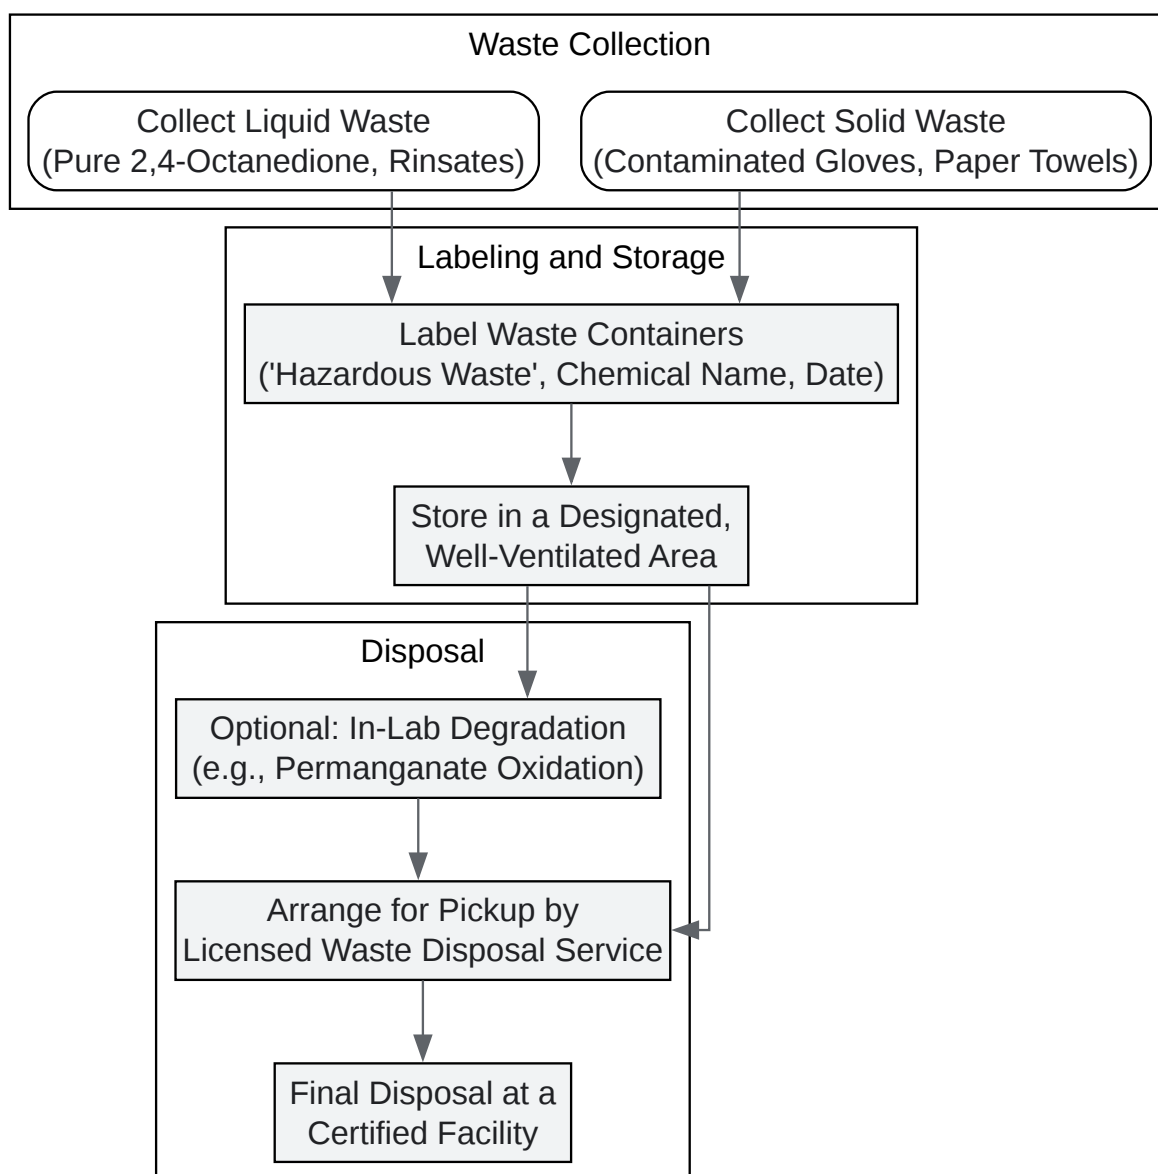 Waste Collection
Collect Liquid Waste
(Pure 2,4-Octanedione, Rinsates)
Collect Solid Waste
(Contaminated Gloves, Paper Towels)
Labeling and Storage
Label Waste Containers
('Hazardous Waste', Chemical Name, Date)
Store in a Designated,
Well-Ventilated Area
Disposal
Optional: In-Lab Degradation
(e.g., Permanganate Oxidation)
Arrange for Pickup by
Licensed Waste Disposal Service
Final Disposal at a
Certified Facility